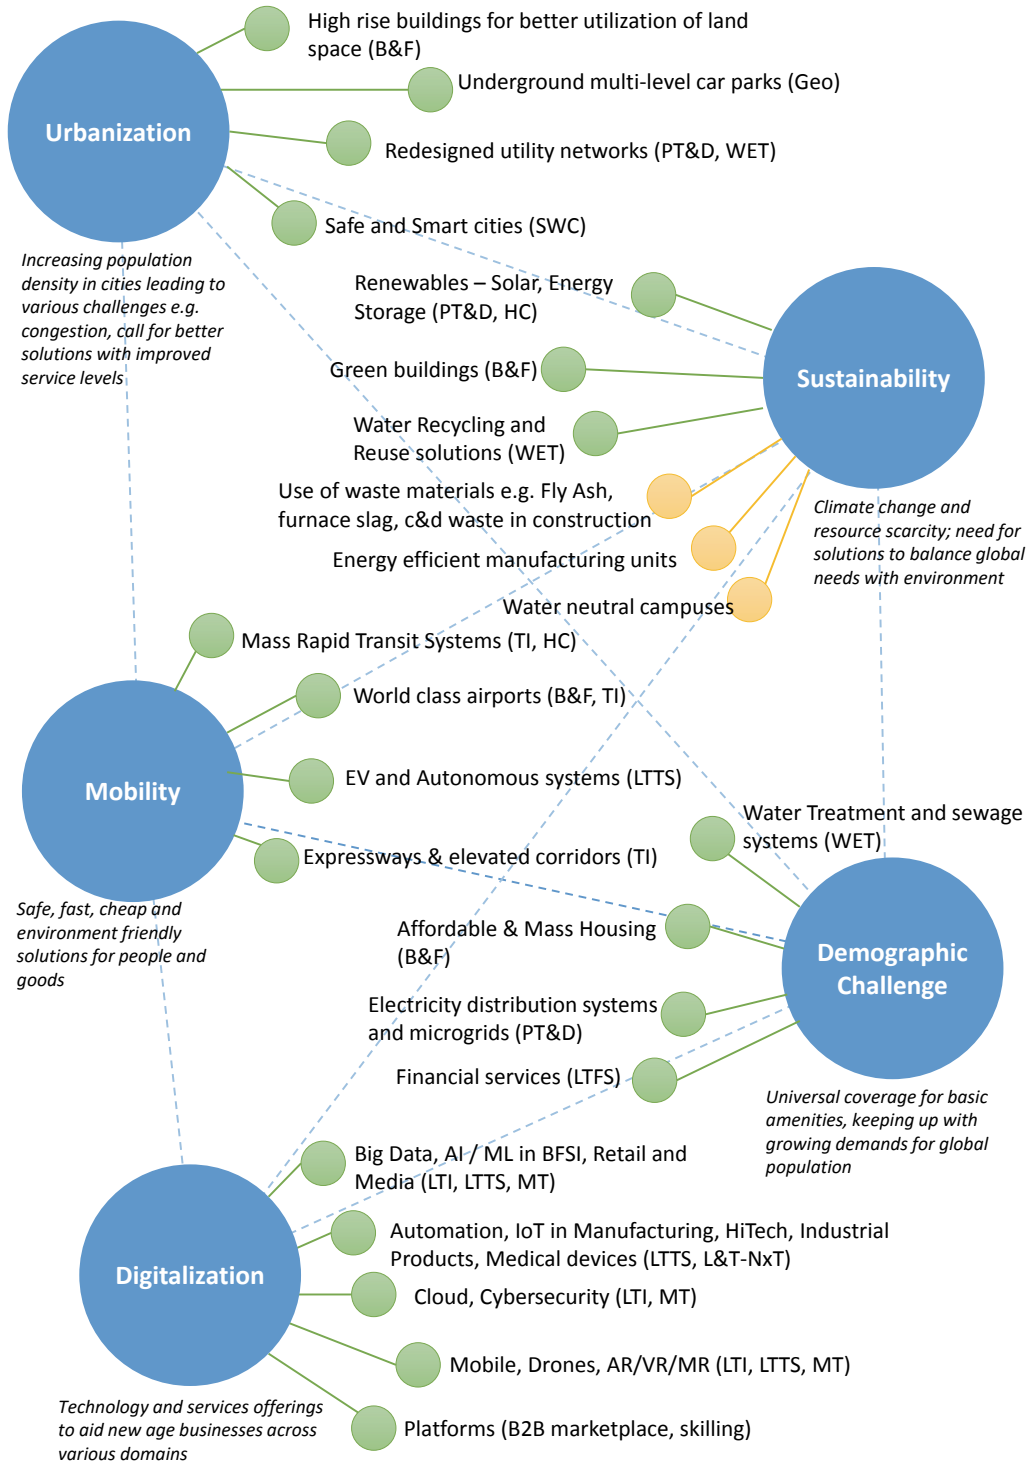 High rise buildings for better utilization of land
space (B&F)
Underground multi-level car parks (Geo)
Urbanization
Redesigned utility networks (PT&D, WET)
Safe and Smart cities (SWC)
Increasing population
density in cities leading to
various challenges e.g.
congestion, call for better
solutions with improved
service levels
Renewables – Solar, Energy
Storage (PT&D, HC)
Green buildings (B&F)
Sustainability
Water Recycling and
Reuse solutions (WET)
Use of waste materials e.g. Fly Ash,
furnace slag, c&d waste in construction
Energy efficient manufacturing units
Water neutral campuses
Climate change and
resource scarcity; need for
solutions to balance global
needs with environment
Mass Rapid Transit Systems (TI, HC)
World class airports (B&F, TI)
Mobility
EV and Autonomous systems (LTTS)
Expressways & elevated corridors (TI)
Safe, fast, cheap and
environment friendly
solutions for people and
goods
Water Treatment and sewage
systems (WET)
Affordable & Mass Housing
(B&F)
Demographic
Challenge
Electricity distribution systems
and microgrids (PT&D)
Financial services (LTFS)
Universal coverage for basic
amenities, keeping up with
growing demands for global
population
Big Data, AI / ML in BFSI, Retail and
Media (LTI, LTTS, MT)
Automation, IoT in Manufacturing, HiTech, Industrial
Products, Medical devices (LTTS, L&T-NxT)
Digitalization
Cloud, Cybersecurity (LTI, MT)
Mobile, Drones, AR/VR/MR (LTI, LTTS, MT)
Platforms (B2B marketplace, skilling)
Technology and services offerings
to aid new age businesses across
various domains